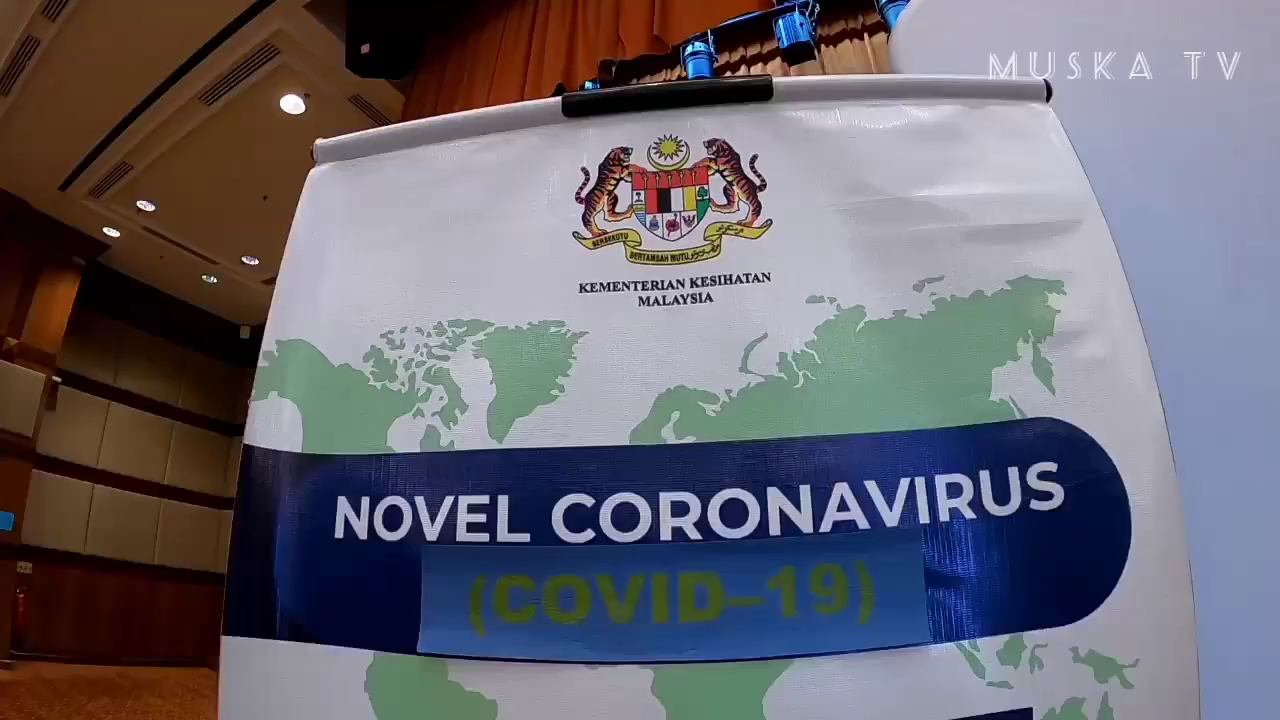 MUSKA TV
BERSEKUTU
BERTAMBAH MUTU
KEMENTERIAN KESIHATAN
MALAYSIA
NOVEL CORONAVIRUS
(COVID-19)